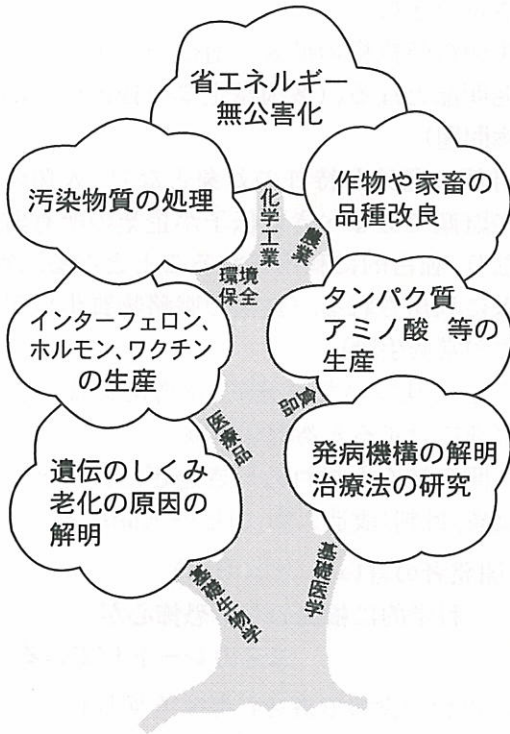 省エネルギー
無公害化
汚染物質の処理
作物や家畜の
品種改良
化学工業
農業
環境
保全
インターフェロン、
ホルモン、ワクチン
の生産
タンパク質
アミノ酸 等の
生産
医療品
食品
遺伝のしくみ
老化の原因の
解明
発病機構の解明
治療法の研究
基礎生物学
基礎医学